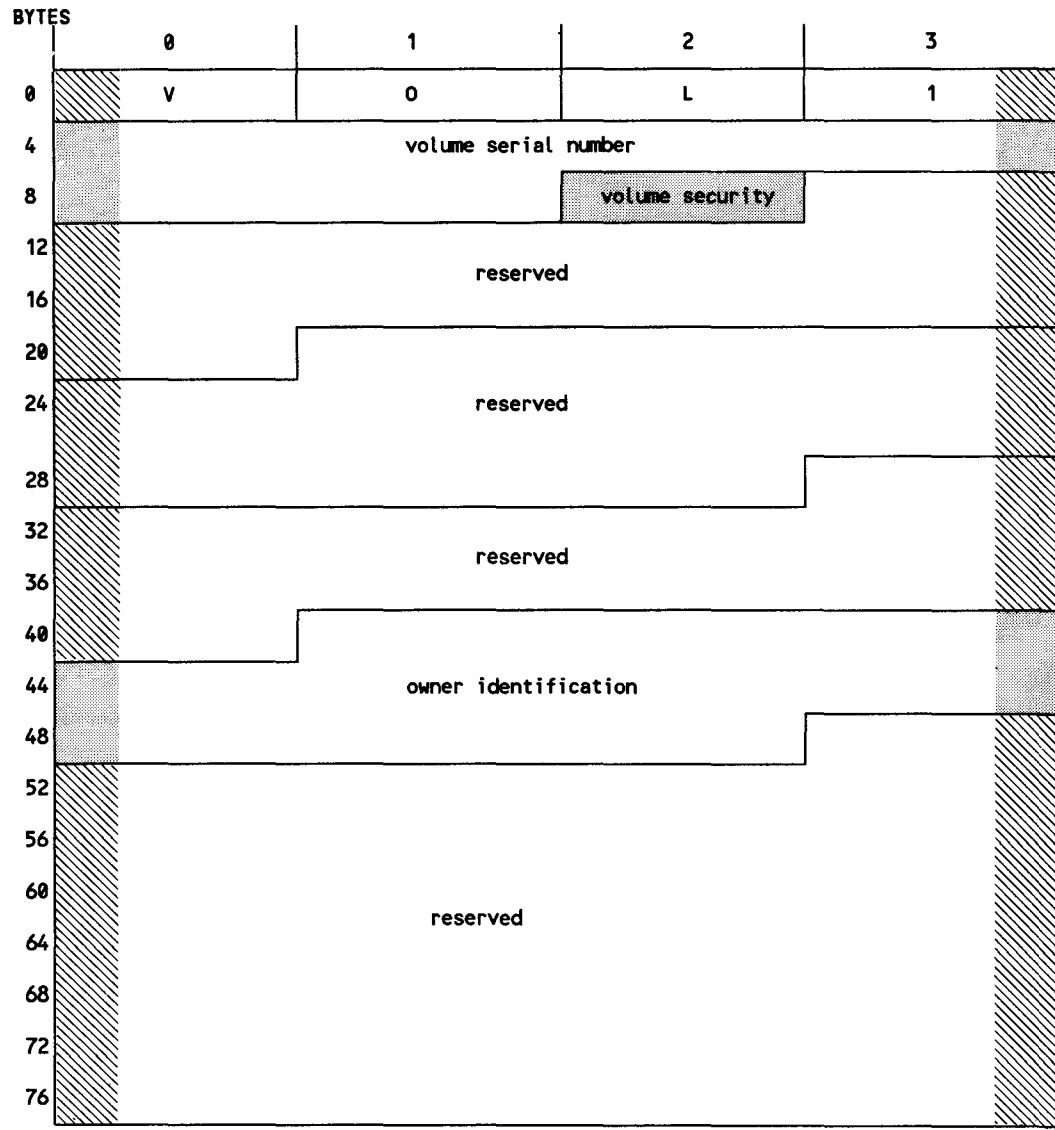 BYTES
0 1 2 3
0 V O L 1
4 volume serial number
8 volume security
12
reserved
16
20
24 reserved
28
32
reserved
36
40
44 owner identification
48
52
56
60
reserved
64
68
72
76